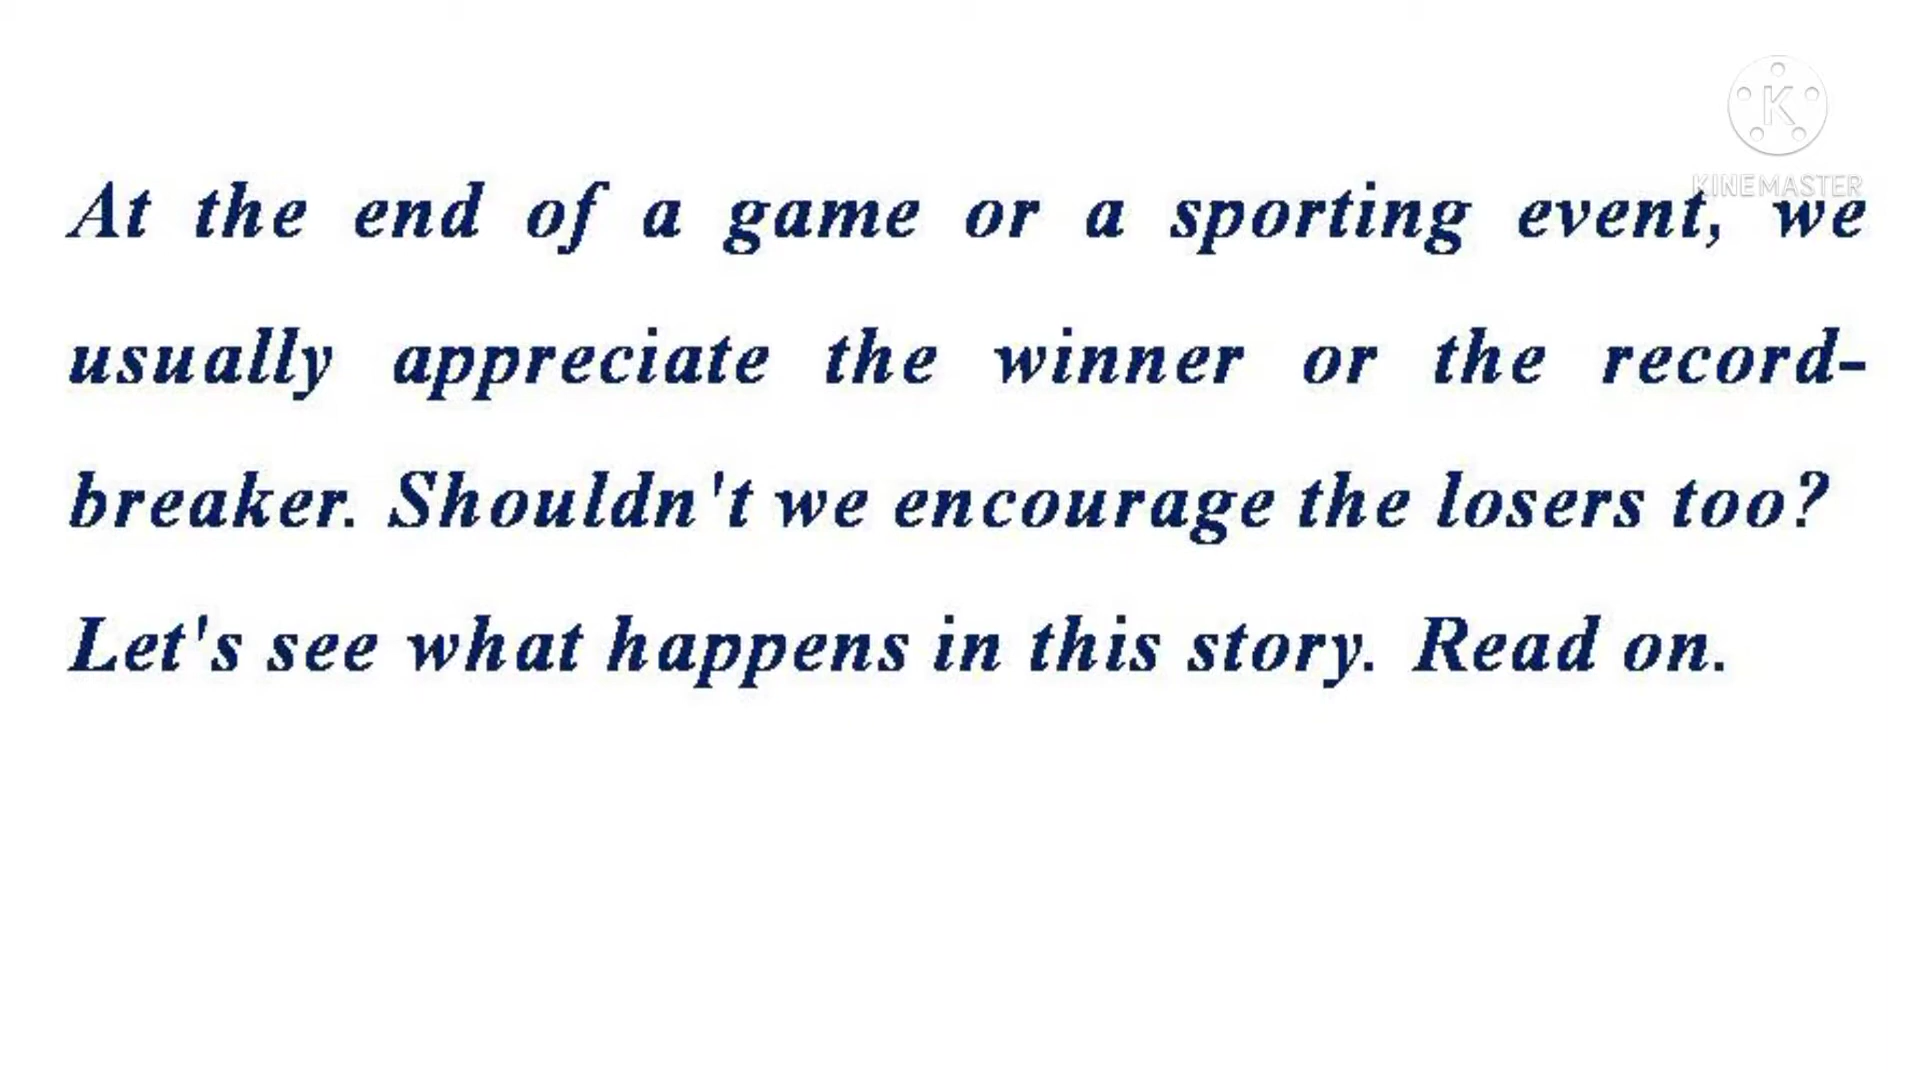 K
KINEMASTER
At the end of a game or a sporting event, we
usually appreciate the winner or the record-
breaker. Shouldn't we encourage the losers too?
Let's see what happens in this story. Read on.